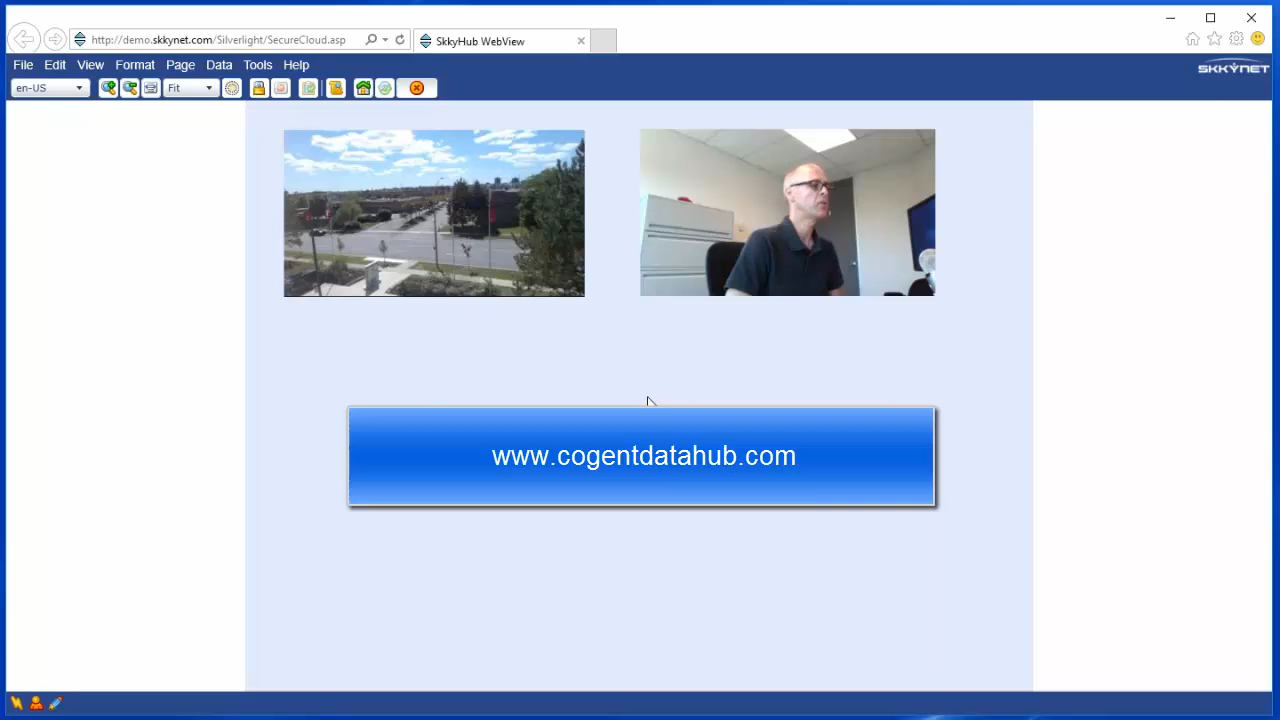 http://demo.skkynet.com/Silverlight/SecureCloud.asp
SkkyHub WebView
File Edit View Format Page Data Tools Help
SKKYNET
en-US
Fit
www.cogentdatahub.com